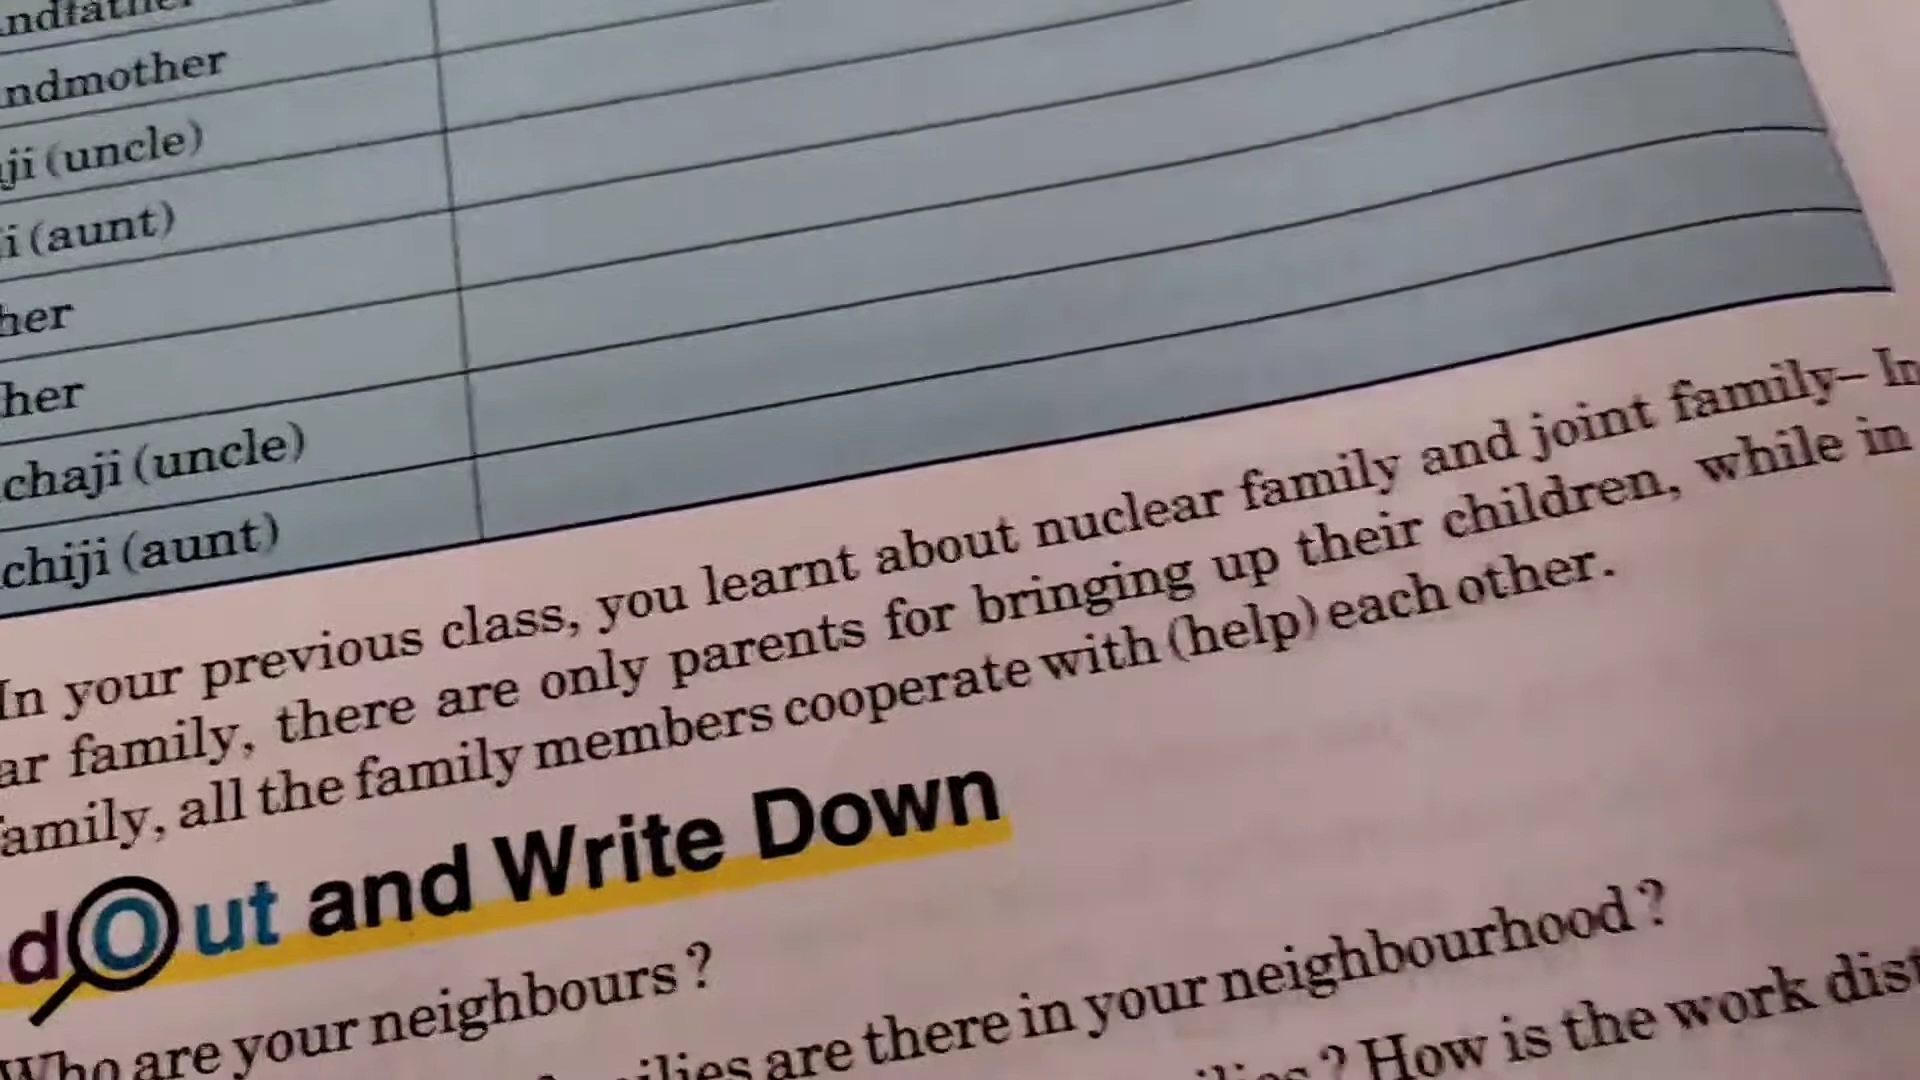 ndfather
ndmother
ji (uncle)
i (aunt)
her
her
chaji (uncle)
chiji (aunt)
In your previous class, you learnt about nuclear family and joint family– In
ar family, there are only parents for bringing up their children, while in
family, all the family members cooperate with (help) each other.
d Out and Write Down
Who are your neighbours ?
are there in your neighbourhood ?
? How is the work dist